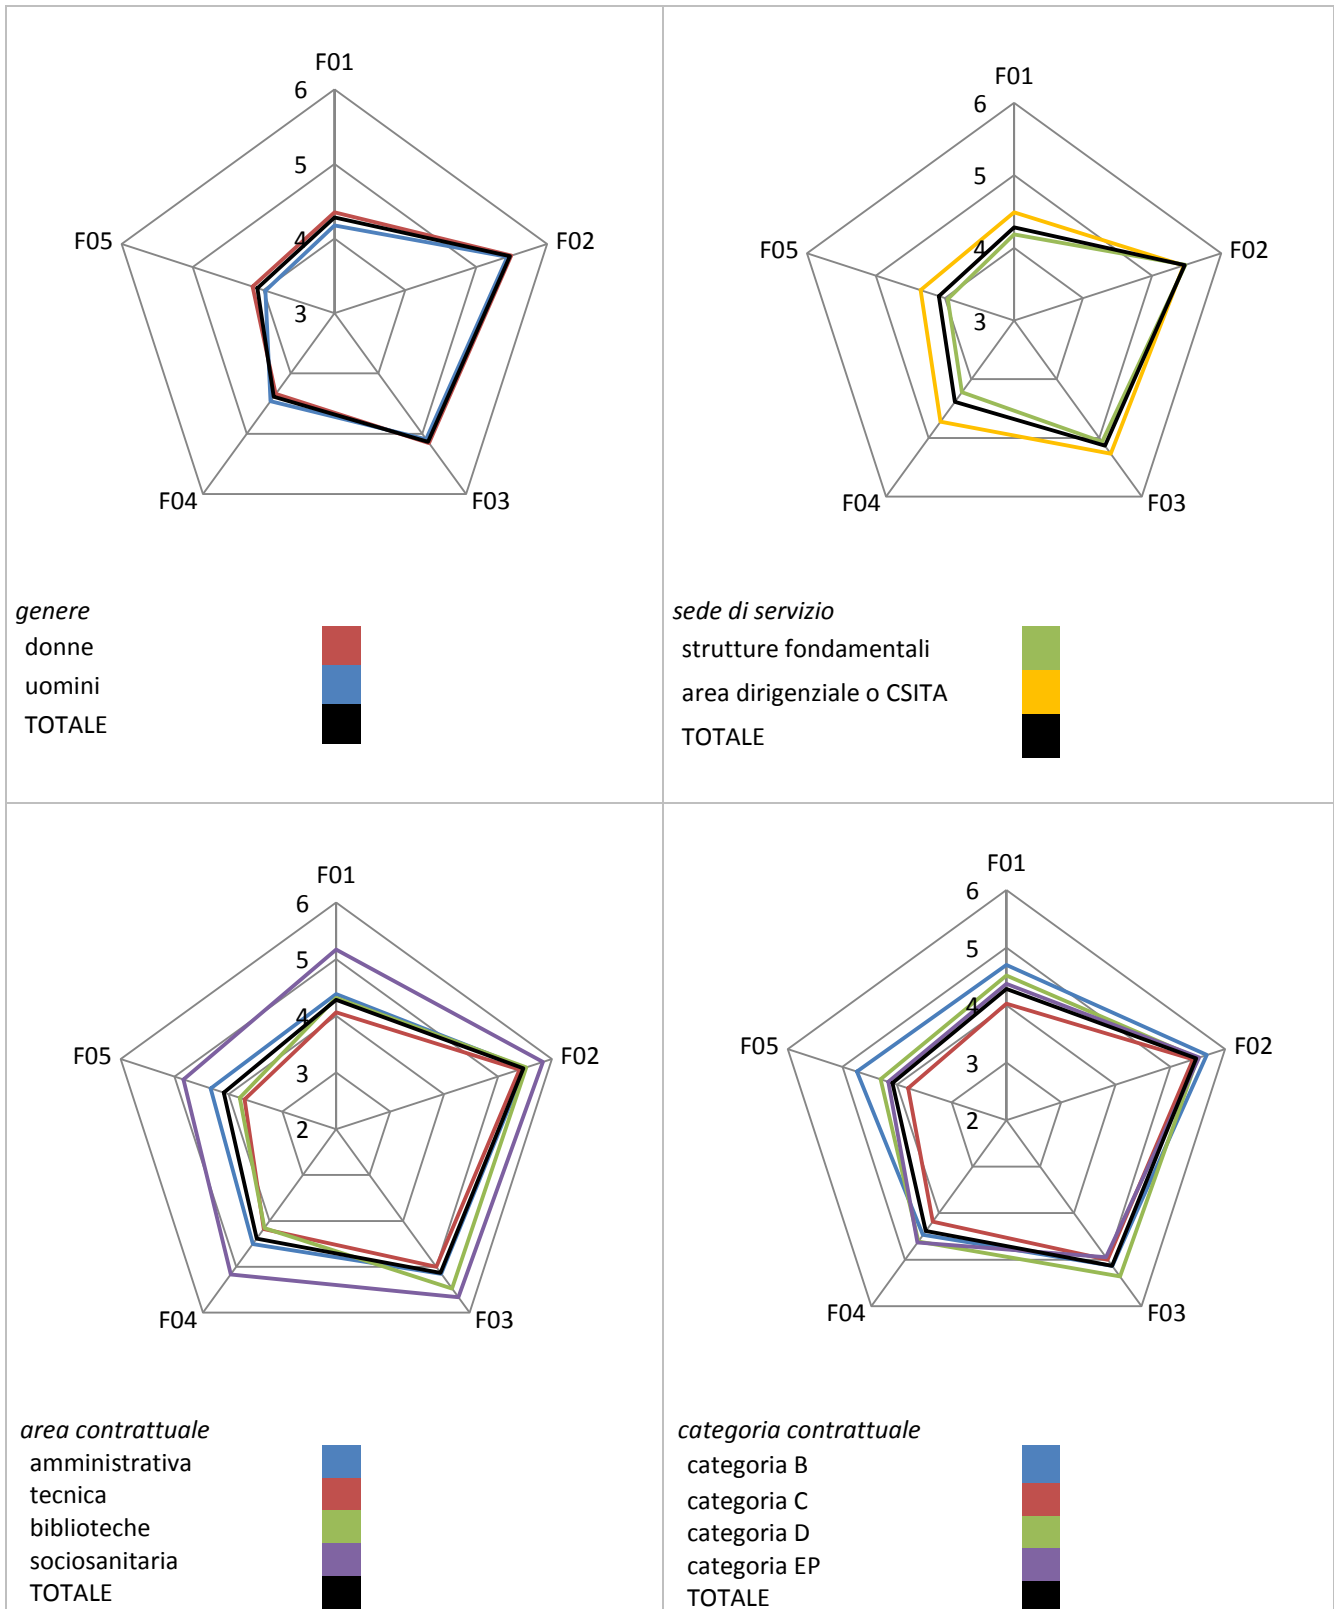 F01
6
5
4
3
F05
F02
F04
F03
genere
donne
uomini
TOTALE
F01
6
5
4
3
F05
F02
F04
F03
sede di servizio
strutture fondamentali
area dirigenziale o CSITA
TOTALE
F01
6
5
4
3
2
F05
F02
F04
F03
area contrattuale
amministrativa
tecnica
biblioteche
sociosanitaria
TOTALE
F01
6
5
4
3
2
F05
F02
F04
F03
categoria contrattuale
categoria B
categoria C
categoria D
categoria EP
TOTALE